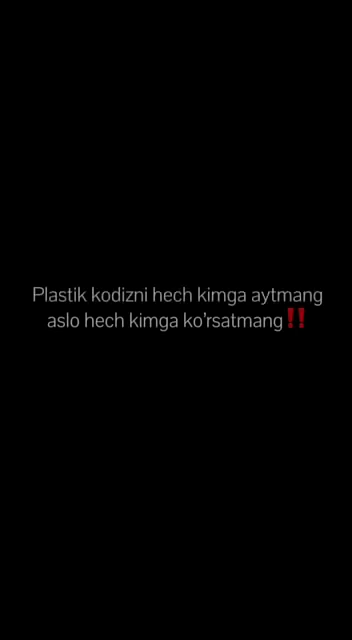 Plastik kodizni hech kimga aytmang
aslo hech kimga ko'rsatmang‼️